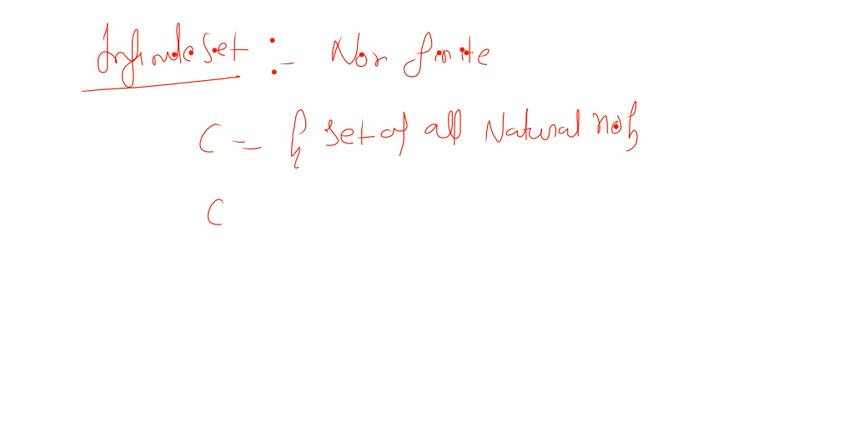 Infinite Set :- Non finite
C = { set of all Natural no}
C